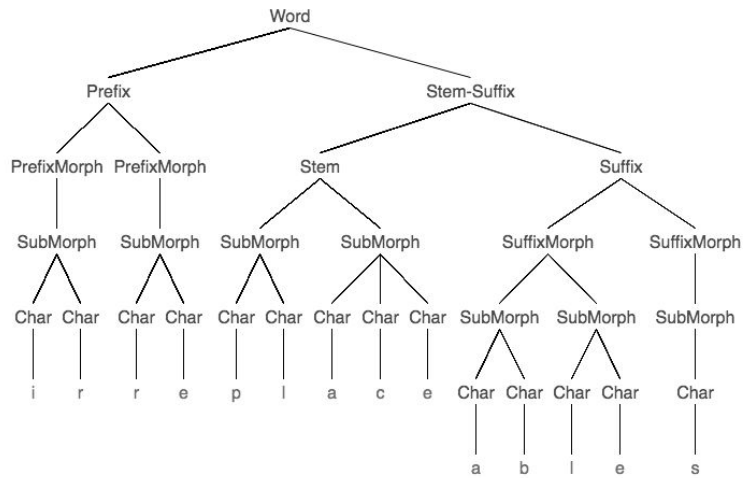 Word
Prefix Stem-Suffix
PrefixMorph PrefixMorph Stem Suffix
SubMorph SubMorph SubMorph SubMorph SuffixMorph SuffixMorph
Char Char Char Char Char Char Char Char Char SubMorph SubMorph SubMorph
i r r e p l a c e Char Char Char Char Char
a b l e s